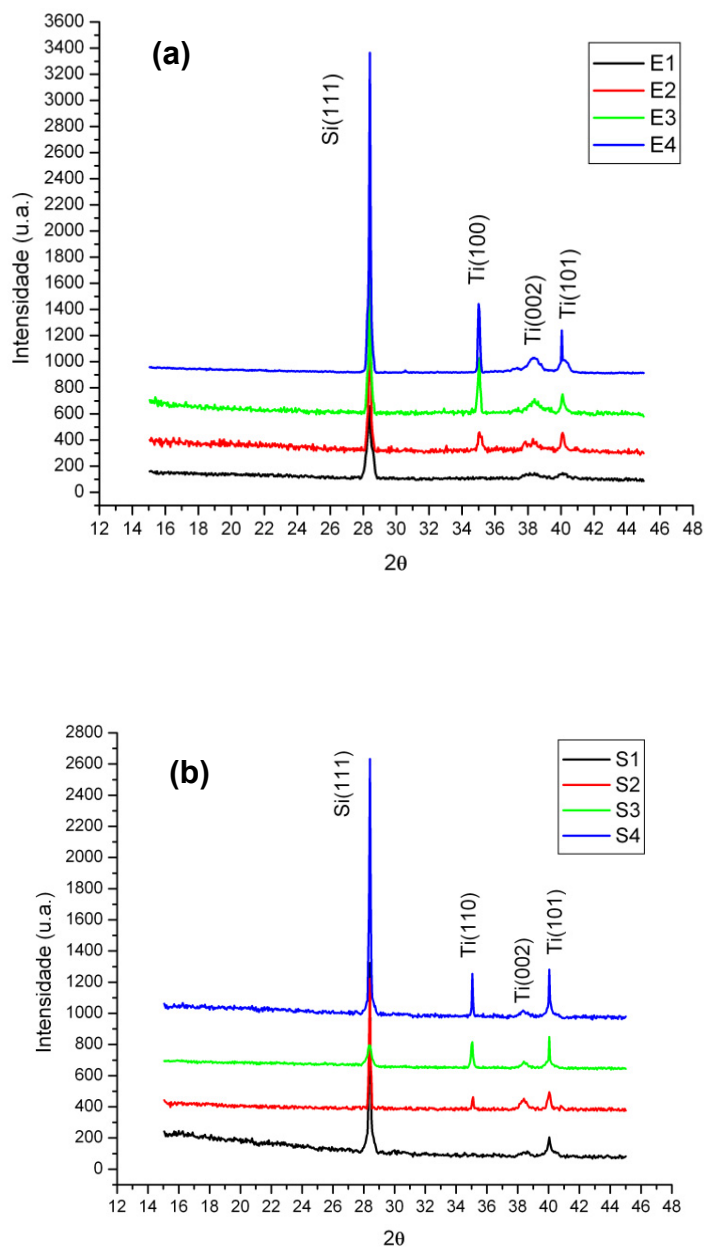 (a)
E1
E2
E3
E4
Si(111)
Ti(100)
Ti(002)
Ti(101)
Intensidade (u.a.)
3600
3400
3200
3000
2800
2600
2400
2200
2000
1800
1600
1400
1200
1000
800
600
400
200
0
12 14 16 18 20 22 24 26 28 30 32 34 36 38 40 42 44 46 48
2θ
(b)
S1
S2
S3
S4
Si(111)
Ti(110)
Ti(002)
Ti(101)
Intensidade (u.a.)
2800
2600
2400
2200
2000
1800
1600
1400
1200
1000
800
600
400
200
0
12 14 16 18 20 22 24 26 28 30 32 34 36 38 40 42 44 46 48
2θ